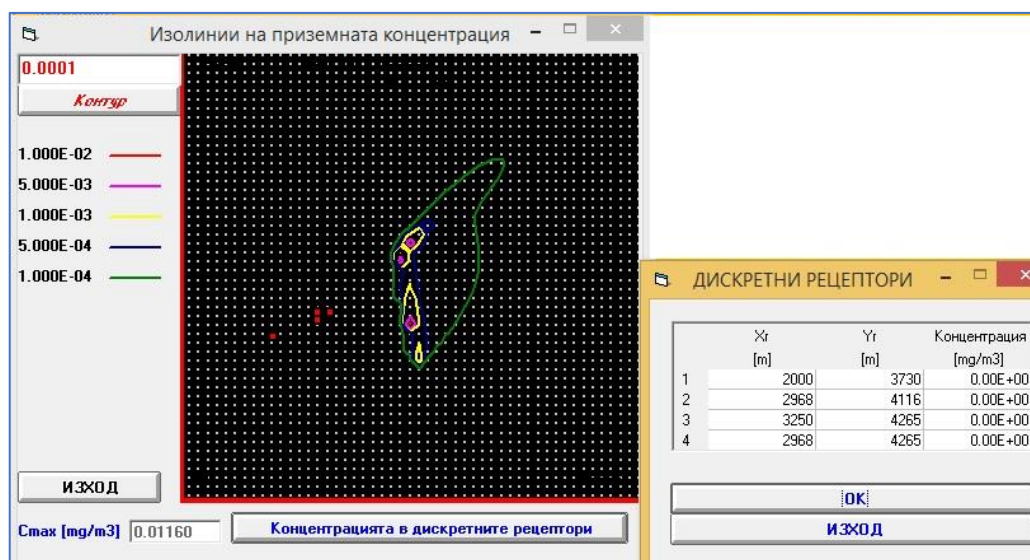 Изолинии на приземната концентрация
0.0001
Контур
1.000E-02
5.000E-03
1.000E-03
5.000E-04
1.000E-04
ИЗХОД
Cmax [mg/m3] 0.01160
Концентрацията в дискретните рецептори
ДИСКРЕТНИ РЕЦЕПТОРИ
Xr Yr Концентрация
[m] [m] [mg/m3]
1 2000 3730 0.00E+00
2 2968 4116 0.00E+00
3 3250 4265 0.00E+00
4 2968 4265 0.00E+00
OK
ИЗХОД